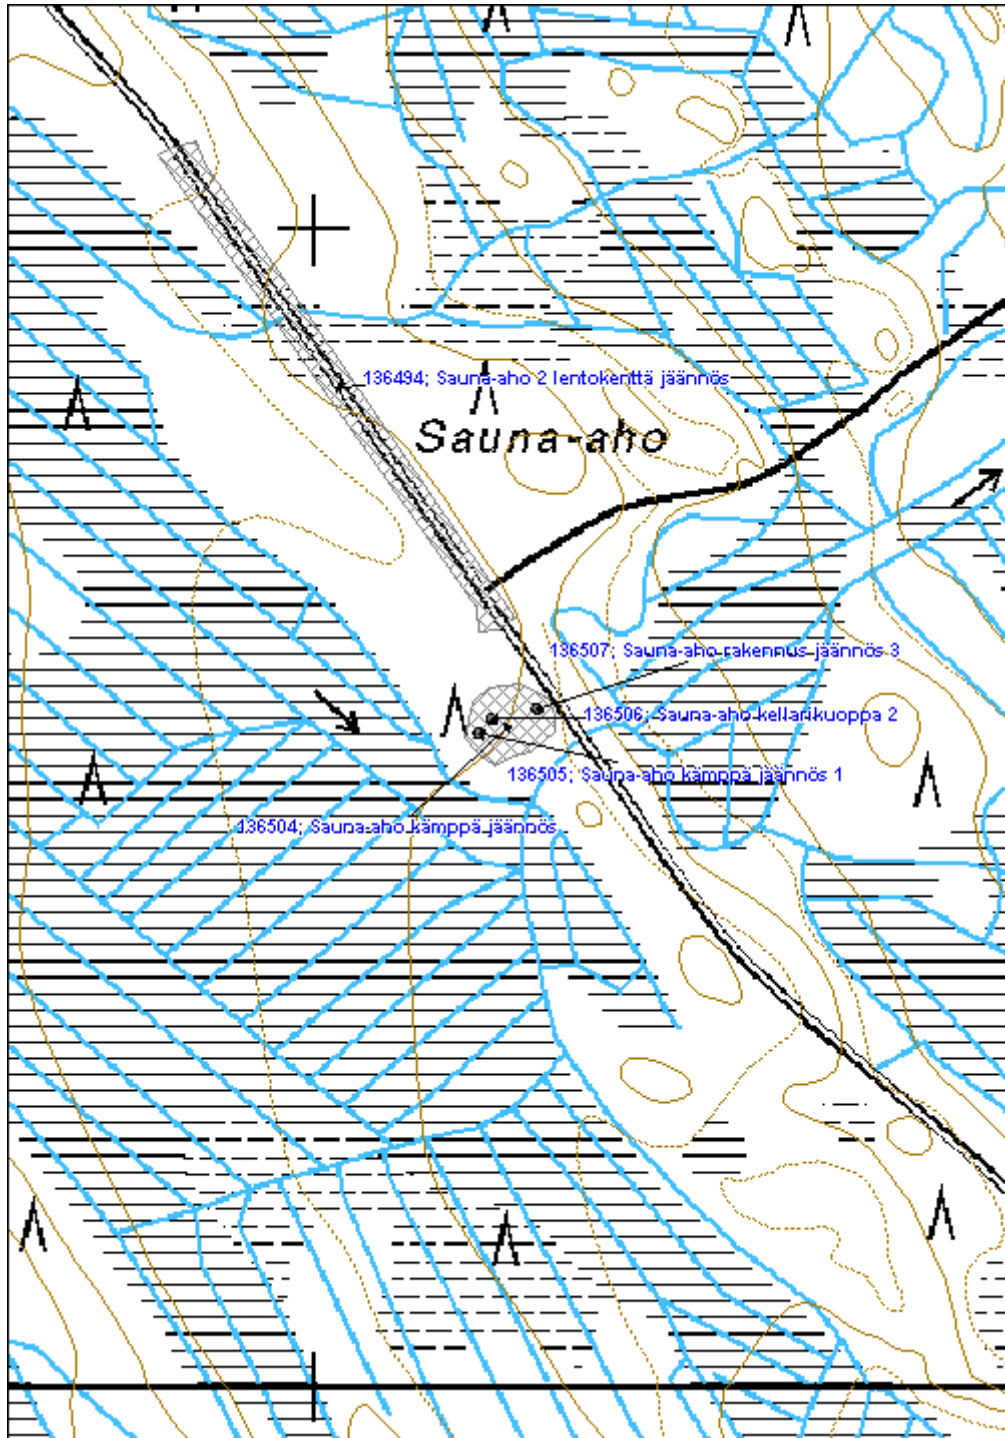 136494; Sauna-aho 2 lentokenttä jäännös
Sauna-aho
136507; Sauna-aho rakennus jäännös 3
136506; Sauna-aho kellarikuoppa 2
136505; Sauna-aho kämppä jäännös 1
136504; Sauna-aho kämppä jäännös